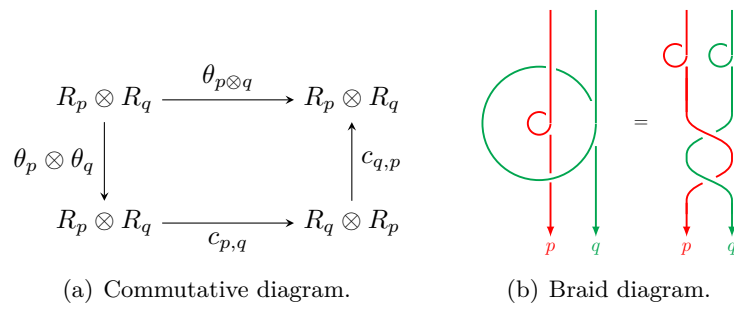 θ_{p⊗q}
R_p ⊗ R_q R_p ⊗ R_q
θ_p ⊗ θ_q c_{q,p}
R_p ⊗ R_q R_q ⊗ R_p
c_{p,q}
=
p q p q
(a) Commutative diagram. (b) Braid diagram.